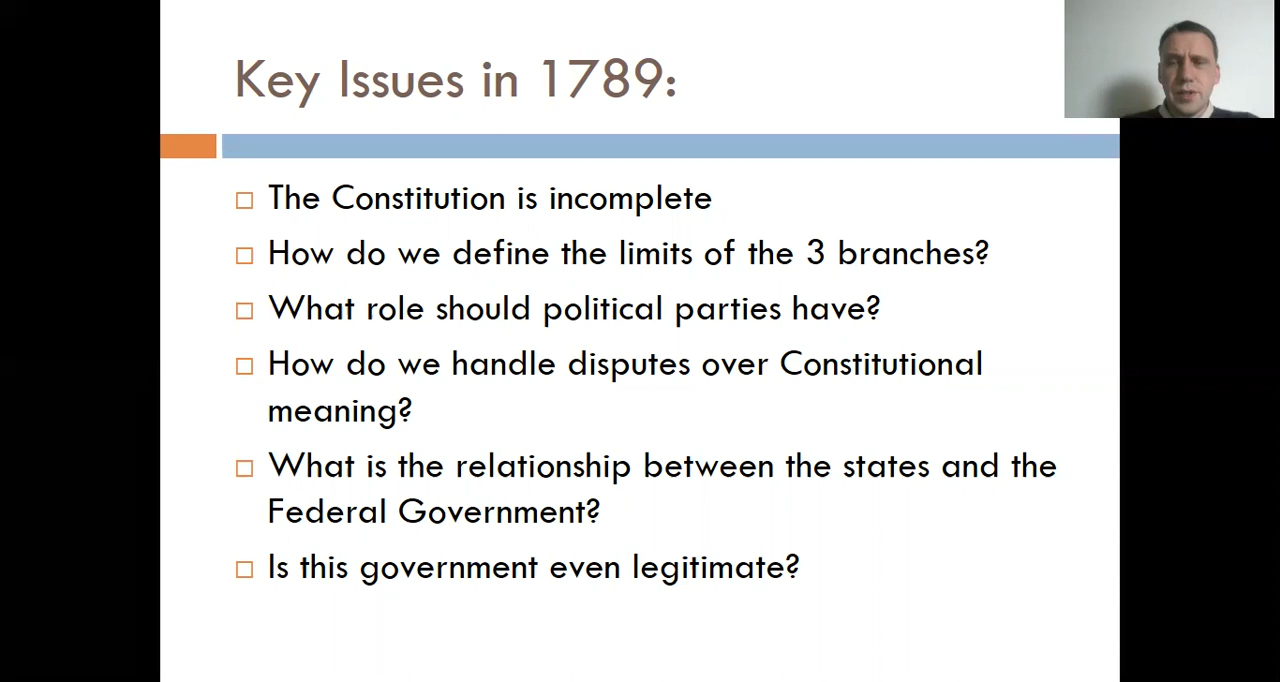 Key Issues in 1789:
The Constitution is incomplete
How do we define the limits of the 3 branches?
What role should political parties have?
How do we handle disputes over Constitutional
meaning?
What is the relationship between the states and the
Federal Government?
Is this government even legitimate?